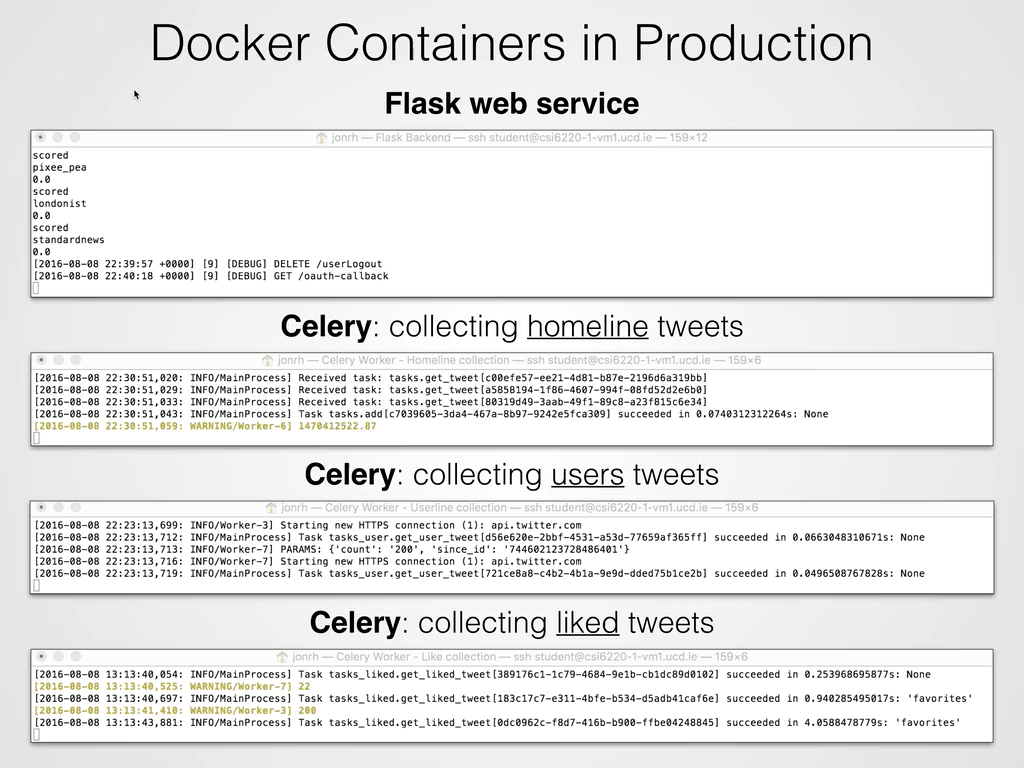 Docker Containers in Production
Flask web service
jonrh — Flask Backend — ssh student@csi6220-1-vm1.ucd.ie — 159×12
scored
pixee_pea
0.0
scored
londonist
0.0
scored
standardnews
0.0
[2016-08-08 22:39:57 +0000] [9] [DEBUG] DELETE /userLogout
[2016-08-08 22:40:18 +0000] [9] [DEBUG] GET /oauth-callback
Celery: collecting homeline tweets
jonrh — Celery Worker - Homeline collection — ssh student@csi6220-1-vm1.ucd.ie — 159×6
[2016-08-08 22:30:51,020: INFO/MainProcess] Received task: tasks.get_tweet[c00efe57-ee21-4d81-b87e-2196d6a319bb]
[2016-08-08 22:30:51,029: INFO/MainProcess] Received task: tasks.get_tweet[a5858194-1f86-4607-994f-08fd52d2e6b0]
[2016-08-08 22:30:51,033: INFO/MainProcess] Received task: tasks.get_tweet[80319d49-3aab-49f1-89c8-a23f815c6e34]
[2016-08-08 22:30:51,043: INFO/MainProcess] Task tasks.add[c7039605-3da4-467a-8b97-9242e5fca309] succeeded in 0.0740312312264s: None
[2016-08-08 22:30:51,059: WARNING/Worker-6] 1470412522.87
Celery: collecting users tweets
jonrh — Celery Worker - Userline collection — ssh student@csi6220-1-vm1.ucd.ie — 159×6
[2016-08-08 22:23:13,699: INFO/Worker-3] Starting new HTTPS connection (1): api.twitter.com
[2016-08-08 22:23:13,712: INFO/MainProcess] Task tasks_user.get_user_tweet[d56e620e-2bbf-4531-a53d-77659af365ff] succeeded in 0.0663048310671s: None
[2016-08-08 22:23:13,713: INFO/Worker-7] PARAMS: {'count': '200', 'since_id': '744602123728486401'}
[2016-08-08 22:23:13,716: INFO/Worker-7] Starting new HTTPS connection (1): api.twitter.com
[2016-08-08 22:23:13,719: INFO/MainProcess] Task tasks_user.get_user_tweet[721ce8a8-c4b2-4b1a-9e9d-dded75b1ce2b] succeeded in 0.0496508767828s: None
Celery: collecting liked tweets
jonrh — Celery Worker - Like collection — ssh student@csi6220-1-vm1.ucd.ie — 159×6
[2016-08-08 13:13:40,054: INFO/MainProcess] Task tasks_liked.get_liked_tweet[389176c1-1c79-4684-9e1b-cb1dc89d0102] succeeded in 0.253968695877s: None
[2016-08-08 13:13:40,525: WARNING/Worker-7] 22
[2016-08-08 13:13:40,697: INFO/MainProcess] Task tasks_liked.get_liked_tweet[183c17c7-e311-4bfe-b534-d5adb41caf6e] succeeded in 0.940285495017s: 'favorites'
[2016-08-08 13:13:41,410: WARNING/Worker-3] 200
[2016-08-08 13:13:43,881: INFO/MainProcess] Task tasks_liked.get_liked_tweet[0dc0962c-f8d7-416b-b900-ffbe04248845] succeeded in 4.0588478779s: 'favorites'